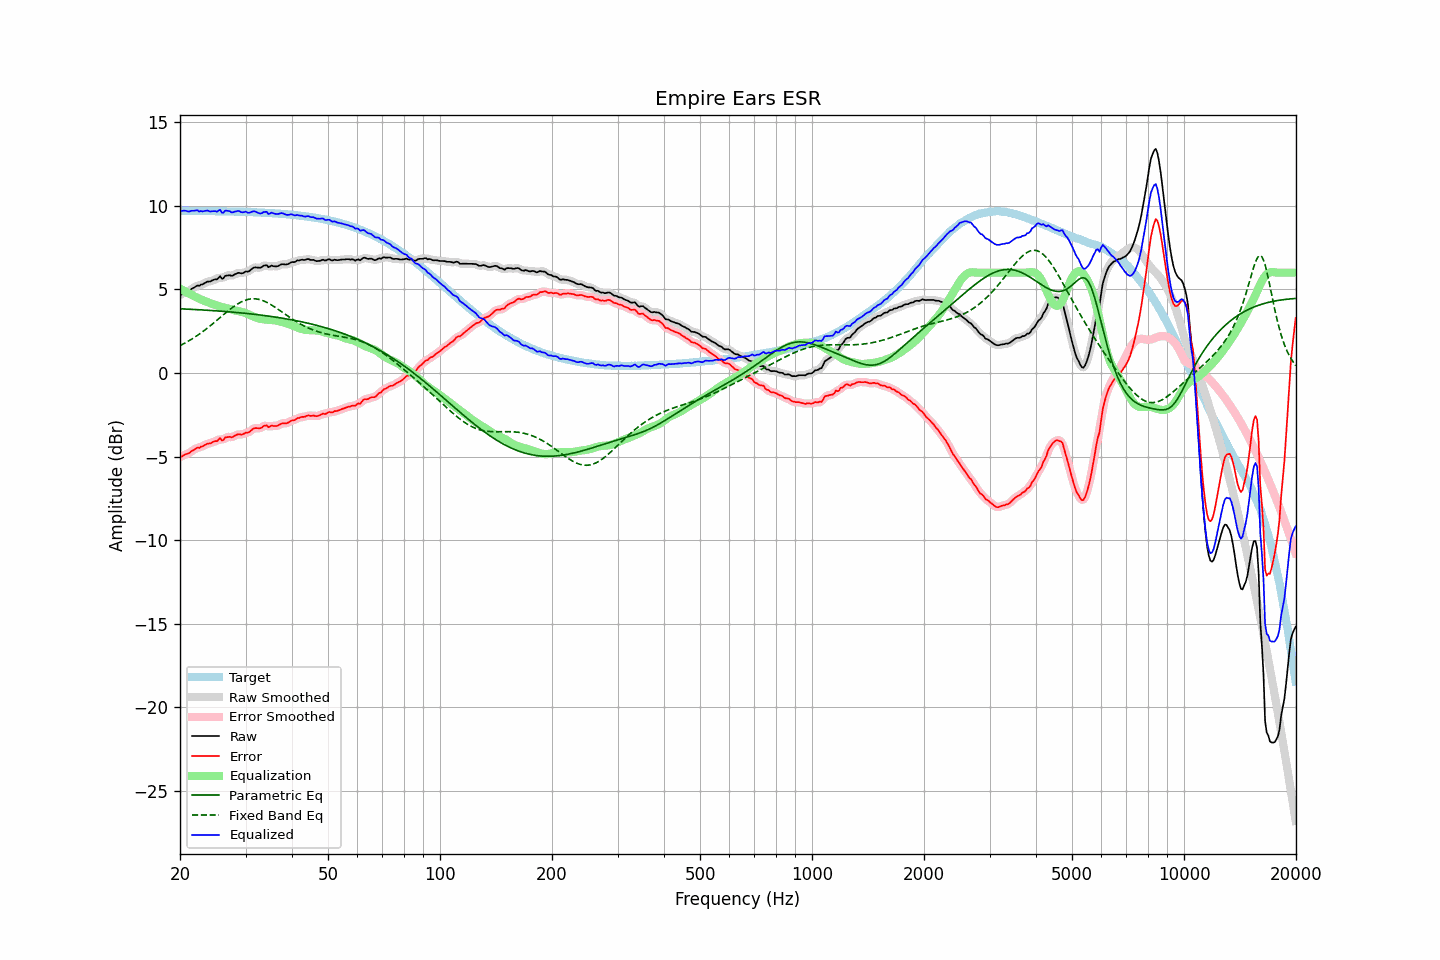 Empire Ears ESR
Amplitude (dBr)
15
10
5
0
−5
−10
−15
−20
−25
Target
Raw Smoothed
Error Smoothed
Raw
Error
Equalization
Parametric Eq
Fixed Band Eq
Equalized
20 50 100 200 500 1000 2000 5000 10000 20000
Frequency (Hz)